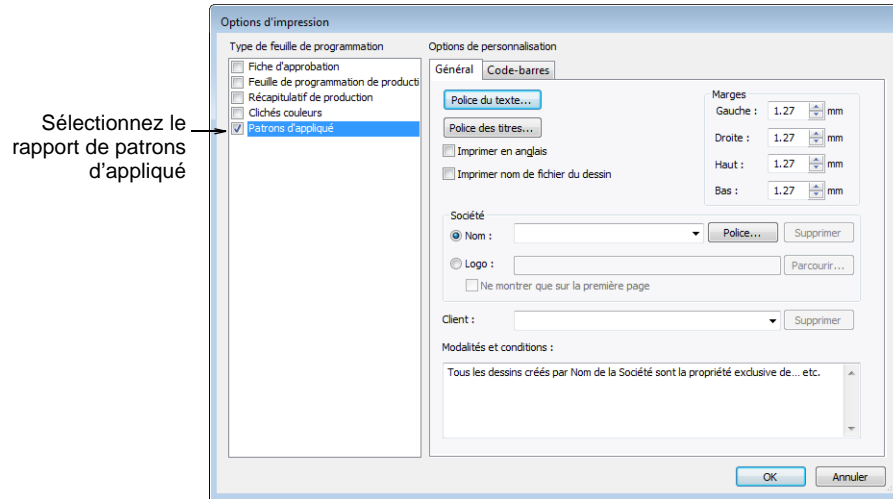 Options d'impression
Type de feuille de programmation
Fiche d'approbation
Feuille de programmation de producti
Récapitulatif de production
Clichés couleurs
Patrons d'appliqué
Sélectionnez le
rapport de patrons
d'appliqué
Options de personnalisation
Général Code-barres
Police du texte...
Police des titres...
Imprimer en anglais
Imprimer nom de fichier du dessin
Marges
Gauche : 1.27 mm
Droite : 1.27 mm
Haut : 1.27 mm
Bas : 1.27 mm
Société
Nom : Police... Supprimer
Logo : Parcourir...
Ne montrer que sur la première page
Client : Supprimer
Modalités et conditions :
Tous les dessins créés par Nom de la Société sont la propriété exclusive de... etc.
OK Annuler